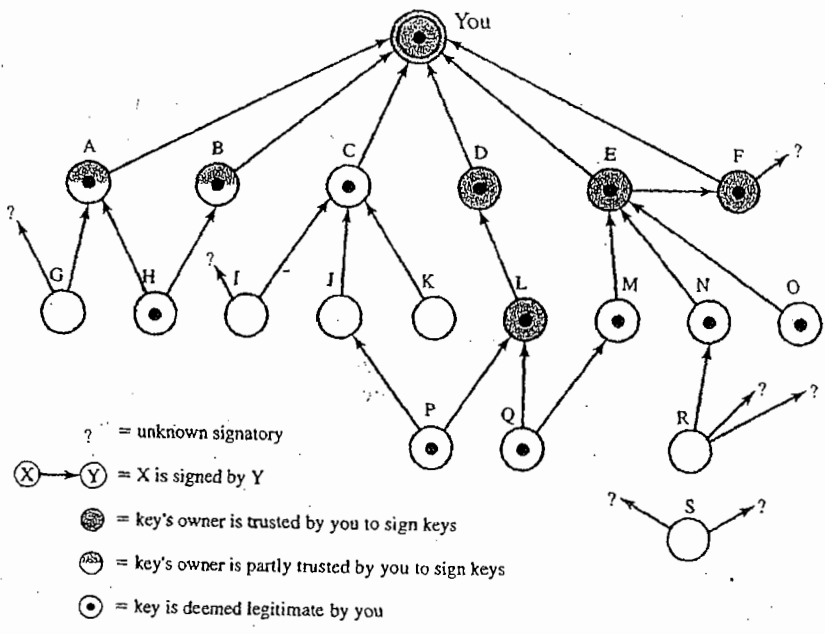 You
A B C D E F ?
? G H ? I J K L M N O
P Q R ? ?
? S ?
? = unknown signatory
X Y = X is signed by Y
= key's owner is trusted by you to sign keys
= key's owner is partly trusted by you to sign keys
= key is deemed legitimate by you